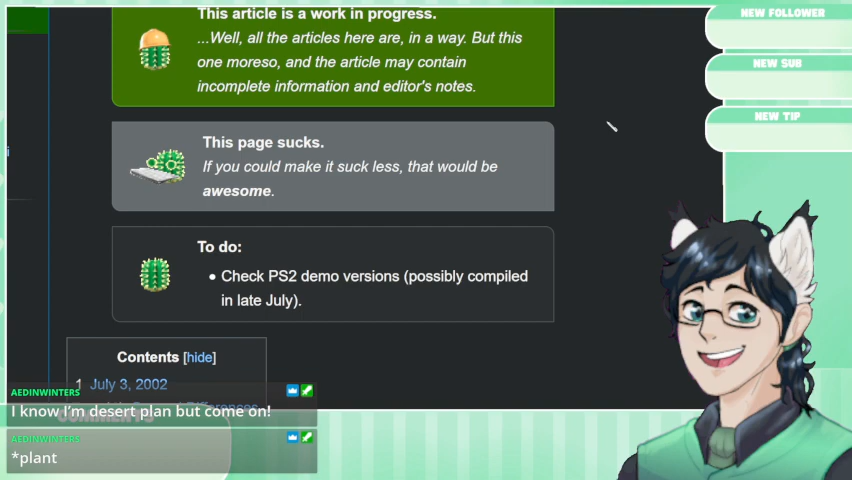 This article is a work in progress.
...Well, all the articles here are, in a way. But this
one moreso, and the article may contain
incomplete information and editor's notes.
This page sucks.
If you could make it suck less, that would be
awesome.
To do:
• Check PS2 demo versions (possibly compiled
in late July).
Contents [hide]
1 July 3, 2002
AEDINWINTERS
I know I'm desert plan but come on!
AEDINWINTERS
*plant
NEW FOLLOWER
NEW SUB
NEW TIP